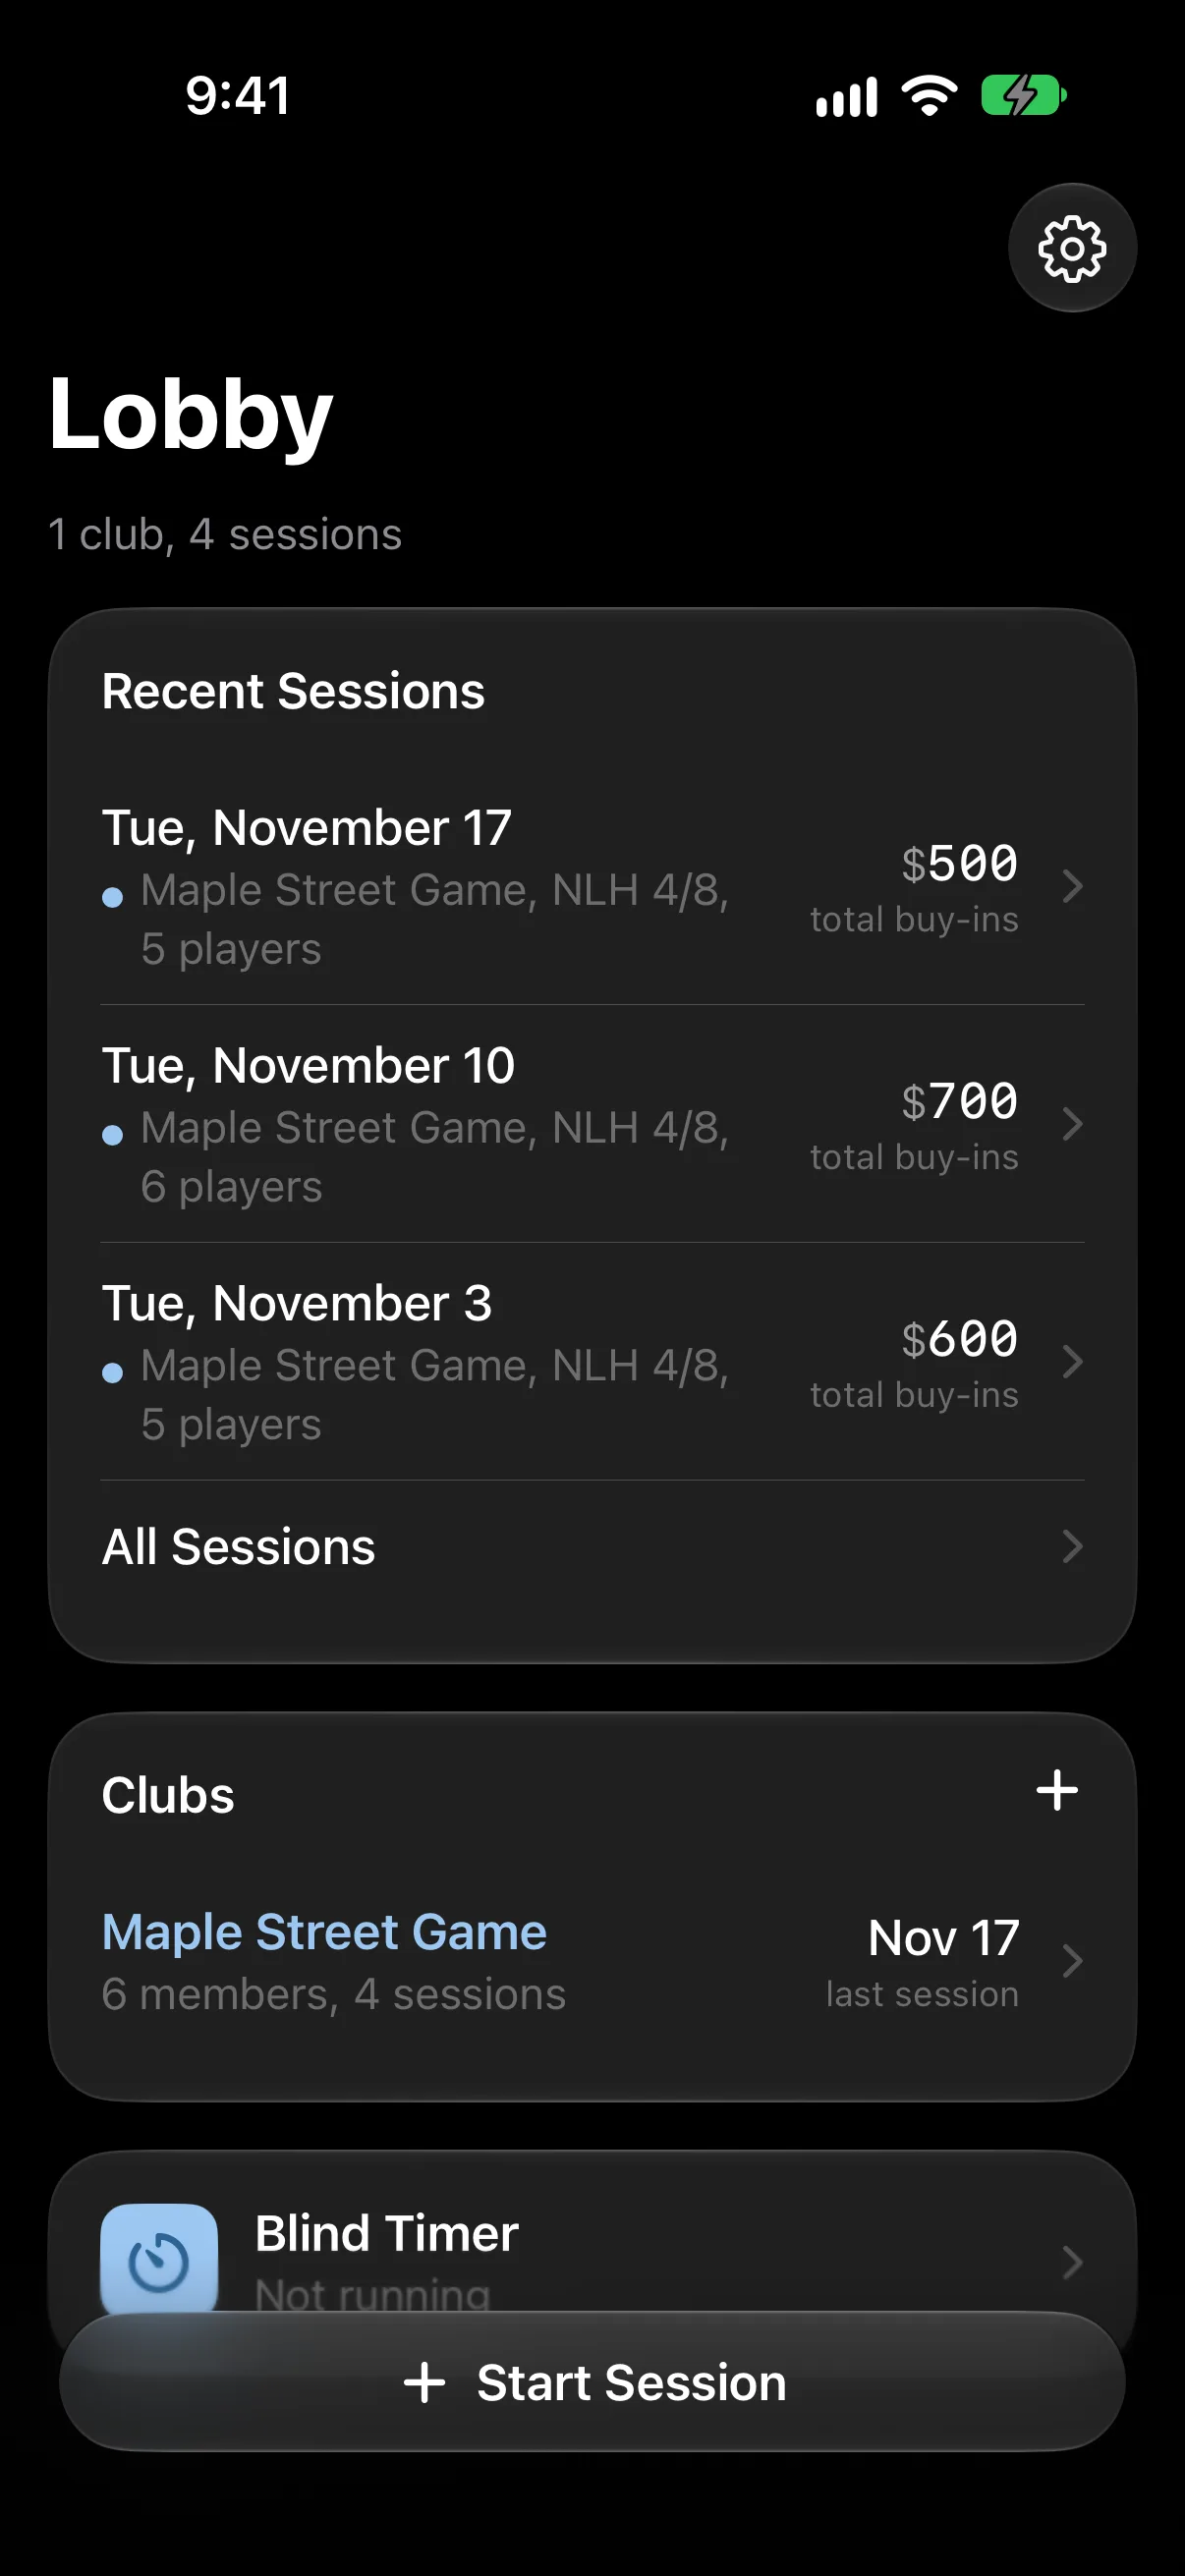 9:41
Lobby
1 club, 4 sessions
Recent Sessions
Tue, November 17
Maple Street Game, NLH 4/8,
5 players
$500
total buy-ins
Tue, November 10
Maple Street Game, NLH 4/8,
6 players
$700
total buy-ins
Tue, November 3
Maple Street Game, NLH 4/8,
5 players
$600
total buy-ins
All Sessions
Clubs
Maple Street Game
6 members, 4 sessions
Nov 17
last session
Blind Timer
Not running
Start Session